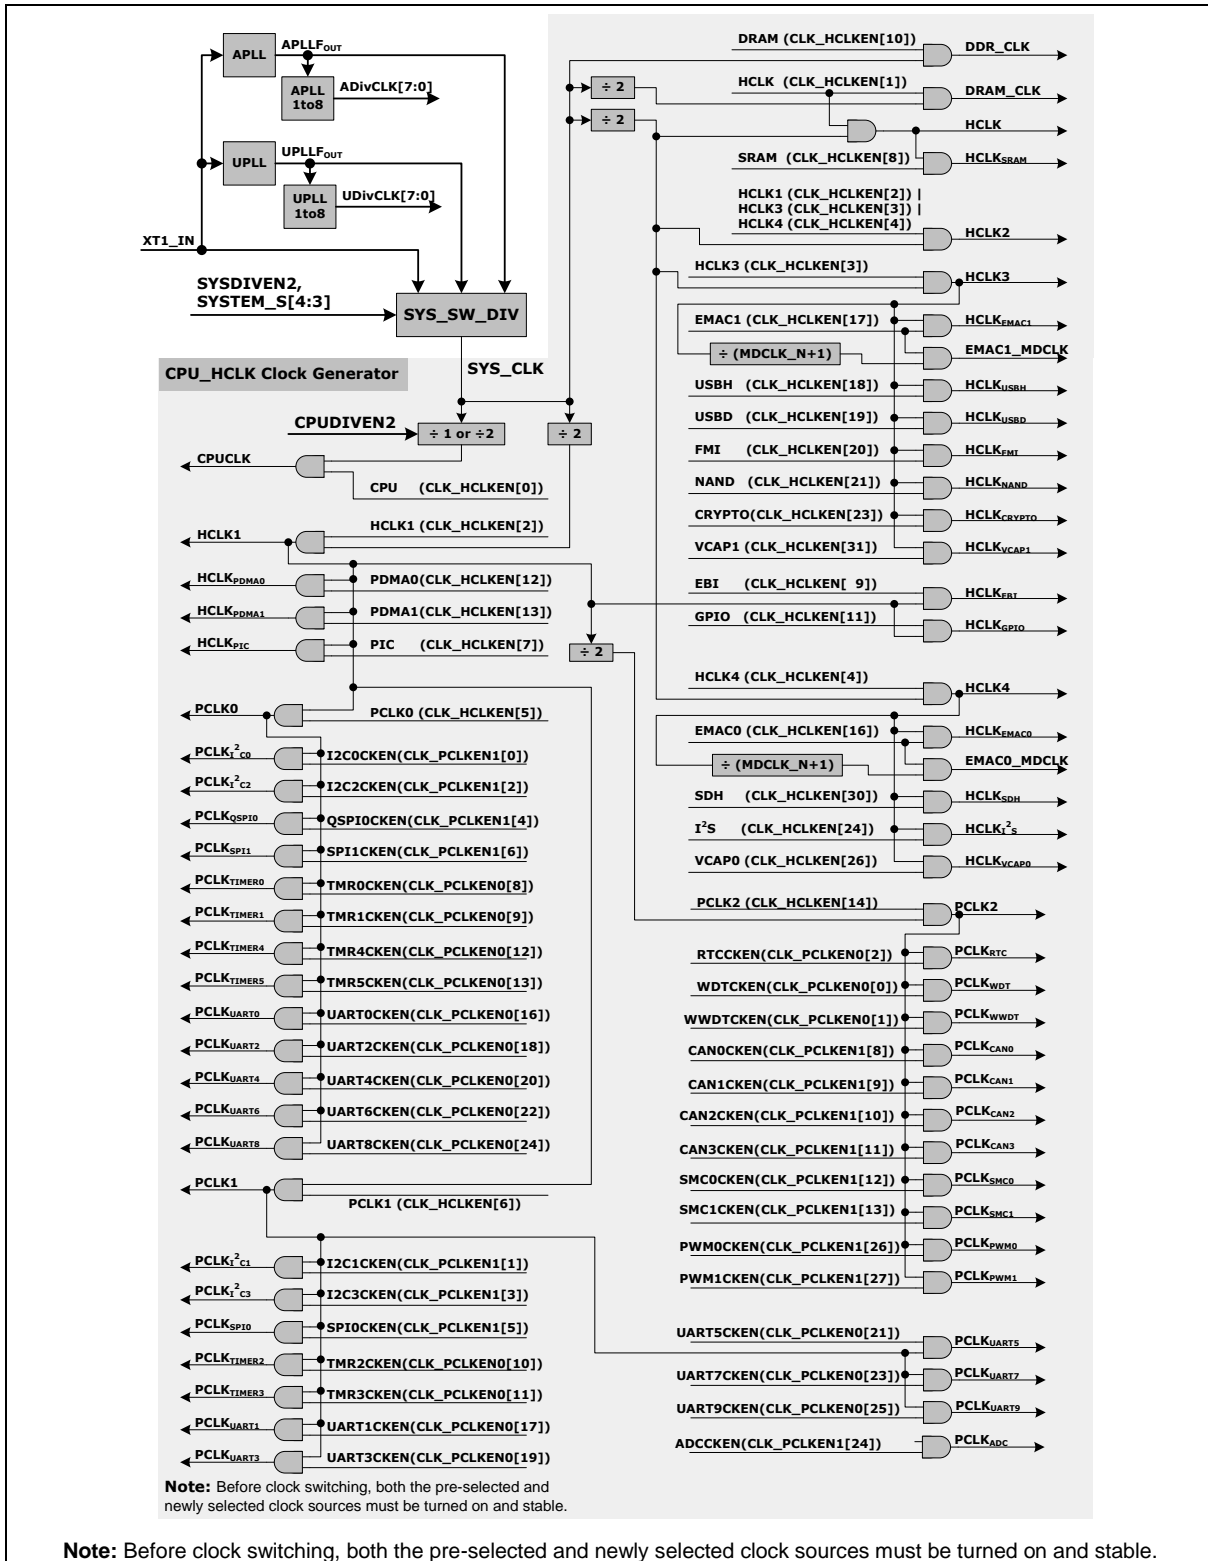 APLL
APLLFOUT
APLL
1to8
ADivCLK[7:0]
UPLL
UPLLFOUT
UPLL
1to8
UDivCLK[7:0]
XT1_IN
SYSDIVEN2,
SYSTEM_S[4:3]
SYS_SW_DIV
CPU_HCLK Clock Generator
SYS_CLK
CPUDIVEN2
÷ 1 or ÷2
÷ 2
CPUCLK
CPU (CLK_HCLKEN[0])
HCLK1 (CLK_HCLKEN[2])
HCLK1
HCLKPDMA0
PDMA0(CLK_HCLKEN[12])
HCLKPDMA1
PDMA1(CLK_HCLKEN[13])
HCLKPIC
PIC (CLK_HCLKEN[7])
÷ 2
PCLK0
PCLK0 (CLK_HCLKEN[5])
PCLKI²C0
I2C0CKEN(CLK_PCLKEN1[0])
PCLKI²C2
I2C2CKEN(CLK_PCLKEN1[2])
PCLKQSPI0
QSPI0CKEN(CLK_PCLKEN1[4])
PCLKSPI1
SPI1CKEN(CLK_PCLKEN1[6])
PCLKTIMER0
TMR0CKEN(CLK_PCLKEN0[8])
PCLKTIMER1
TMR1CKEN(CLK_PCLKEN0[9])
PCLKTIMER4
TMR4CKEN(CLK_PCLKEN0[12])
PCLKTIMER5
TMR5CKEN(CLK_PCLKEN0[13])
PCLKUART0
UART0CKEN(CLK_PCLKEN0[16])
PCLKUART2
UART2CKEN(CLK_PCLKEN0[18])
PCLKUART4
UART4CKEN(CLK_PCLKEN0[20])
PCLKUART6
UART6CKEN(CLK_PCLKEN0[22])
PCLKUART8
UART8CKEN(CLK_PCLKEN0[24])
PCLK1
PCLK1 (CLK_HCLKEN[6])
PCLKI²C1
I2C1CKEN(CLK_PCLKEN1[1])
PCLKI²C3
I2C3CKEN(CLK_PCLKEN1[3])
PCLKSPI0
SPI0CKEN(CLK_PCLKEN1[5])
PCLKTIMER2
TMR2CKEN(CLK_PCLKEN0[10])
PCLKTIMER3
TMR3CKEN(CLK_PCLKEN0[11])
PCLKUART1
UART1CKEN(CLK_PCLKEN0[17])
PCLKUART3
UART3CKEN(CLK_PCLKEN0[19])
DRAM (CLK_HCLKEN[10])
DDR_CLK
÷ 2
HCLK (CLK_HCLKEN[1])
DRAM_CLK
÷ 2
HCLK
SRAM (CLK_HCLKEN[8])
HCLKSRAM
HCLK1 (CLK_HCLKEN[2]) |
HCLK3 (CLK_HCLKEN[3]) |
HCLK4 (CLK_HCLKEN[4])
HCLK2
HCLK3 (CLK_HCLKEN[3])
HCLK3
EMAC1 (CLK_HCLKEN[17])
HCLKEMAC1
÷ (MDCLK_N+1)
EMAC1_MDCLK
USBH (CLK_HCLKEN[18])
HCLKUSBH
USBD (CLK_HCLKEN[19])
HCLKUSBD
FMI (CLK_HCLKEN[20])
HCLKFMI
NAND (CLK_HCLKEN[21])
HCLKNAND
CRYPTO(CLK_HCLKEN[23])
HCLKCRYPTO
VCAP1 (CLK_HCLKEN[31])
HCLKVCAP1
EBI (CLK_HCLKEN[ 9])
HCLKEBI
GPIO (CLK_HCLKEN[11])
HCLKGPIO
HCLK4 (CLK_HCLKEN[4])
HCLK4
EMAC0 (CLK_HCLKEN[16])
HCLKEMAC0
÷ (MDCLK_N+1)
EMAC0_MDCLK
SDH (CLK_HCLKEN[30])
HCLKSDH
I²S (CLK_HCLKEN[24])
HCLKI²S
VCAP0 (CLK_HCLKEN[26])
HCLKVCAP0
PCLK2 (CLK_HCLKEN[14])
PCLK2
RTCCKEN(CLK_PCLKEN0[2])
PCLKRTC
WDTCKEN(CLK_PCLKEN0[0])
PCLKWDT
WWDTCKEN(CLK_PCLKEN0[1])
PCLKWWDT
CAN0CKEN(CLK_PCLKEN1[8])
PCLKCAN0
CAN1CKEN(CLK_PCLKEN1[9])
PCLKCAN1
CAN2CKEN(CLK_PCLKEN1[10])
PCLKCAN2
CAN3CKEN(CLK_PCLKEN1[11])
PCLKCAN3
SMC0CKEN(CLK_PCLKEN1[12])
PCLKSMC0
SMC1CKEN(CLK_PCLKEN1[13])
PCLKSMC1
PWM0CKEN(CLK_PCLKEN1[26])
PCLKPWM0
PWM1CKEN(CLK_PCLKEN1[27])
PCLKPWM1
UART5CKEN(CLK_PCLKEN0[21])
PCLKUART5
UART7CKEN(CLK_PCLKEN0[23])
PCLKUART7
UART9CKEN(CLK_PCLKEN0[25])
PCLKUART9
ADCCKEN(CLK_PCLKEN1[24])
PCLKADC
Note: Before clock switching, both the pre-selected and
newly selected clock sources must be turned on and stable.
Note: Before clock switching, both the pre-selected and newly selected clock sources must be turned on and stable.